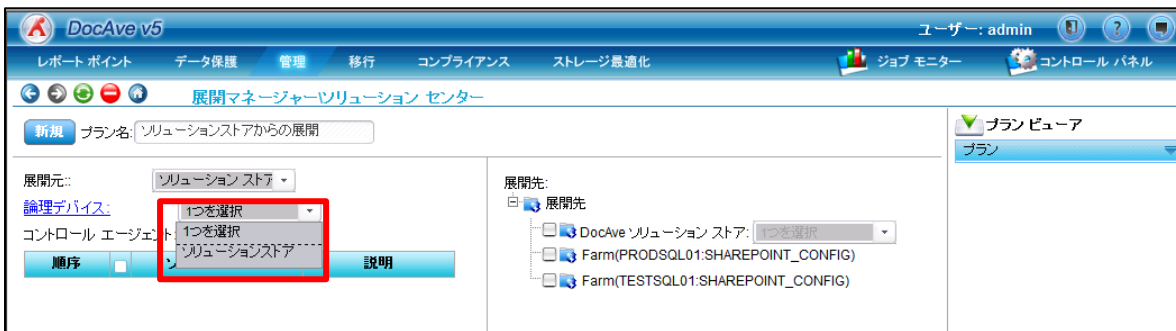 DocAve v5 ユーザー: admin
レポート ポイント データ保護 管理 移行 コンプライアンス ストレージ最適化 ジョブ モニター コントロール パネル
展開マネージャー\ソリューション センター
新規 プラン名: ソリューションストアからの展開
プラン ビューア
プラン
展開元:: ソリューション ストア
論理デバイス: 1つを選択
1つを選択
ソリューションストア
コントロール エージェント
順序 説明
展開先:
展開先
DocAve ソリューション ストア: 1つを選択
Farm(PRODSQL01:SHAREPOINT_CONFIG)
Farm(TESTSQL01:SHAREPOINT_CONFIG)